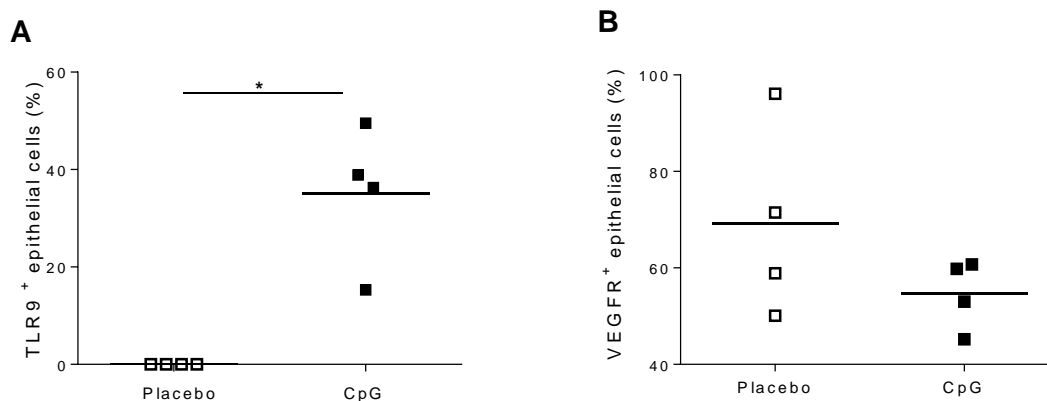 A
TLR9 + epithelial cells (%)
60
40
20
0
*
Placebo
CpG
B
VEGFR+ epithelial cells (%)
100
80
60
40
Placebo
CpG